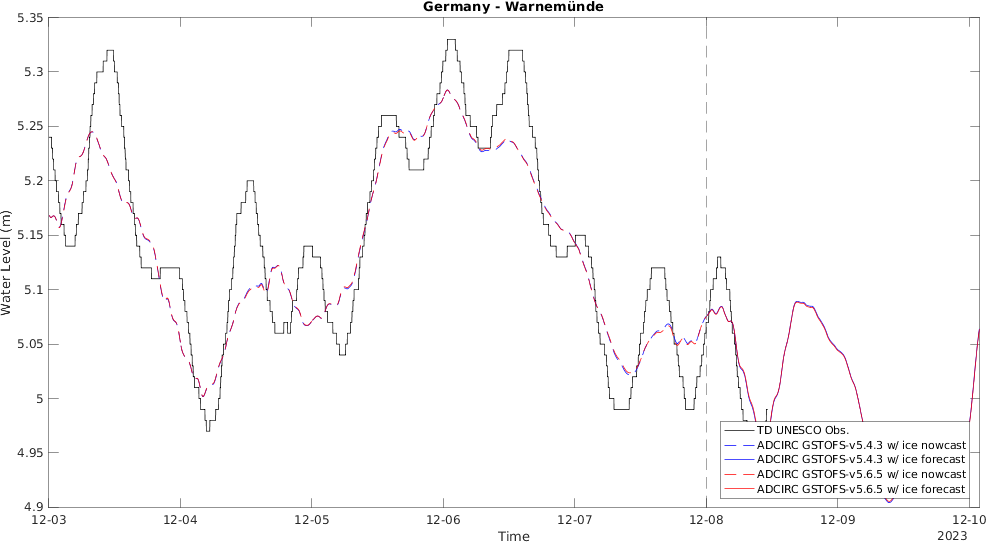 Germany - Warnemünde
5.35
5.3
5.25
5.2
5.15
5.1
5.05
5
4.95
4.9
Water Level (m)
TD UNESCO Obs.
ADCIRC GSTOFS-v5.4.3 w/ ice nowcast
ADCIRC GSTOFS-v5.4.3 w/ ice forecast
ADCIRC GSTOFS-v5.6.5 w/ ice nowcast
ADCIRC GSTOFS-v5.6.5 w/ ice forecast
12-03 12-04 12-05 12-06 12-07 12-08 12-09 12-10
Time
2023